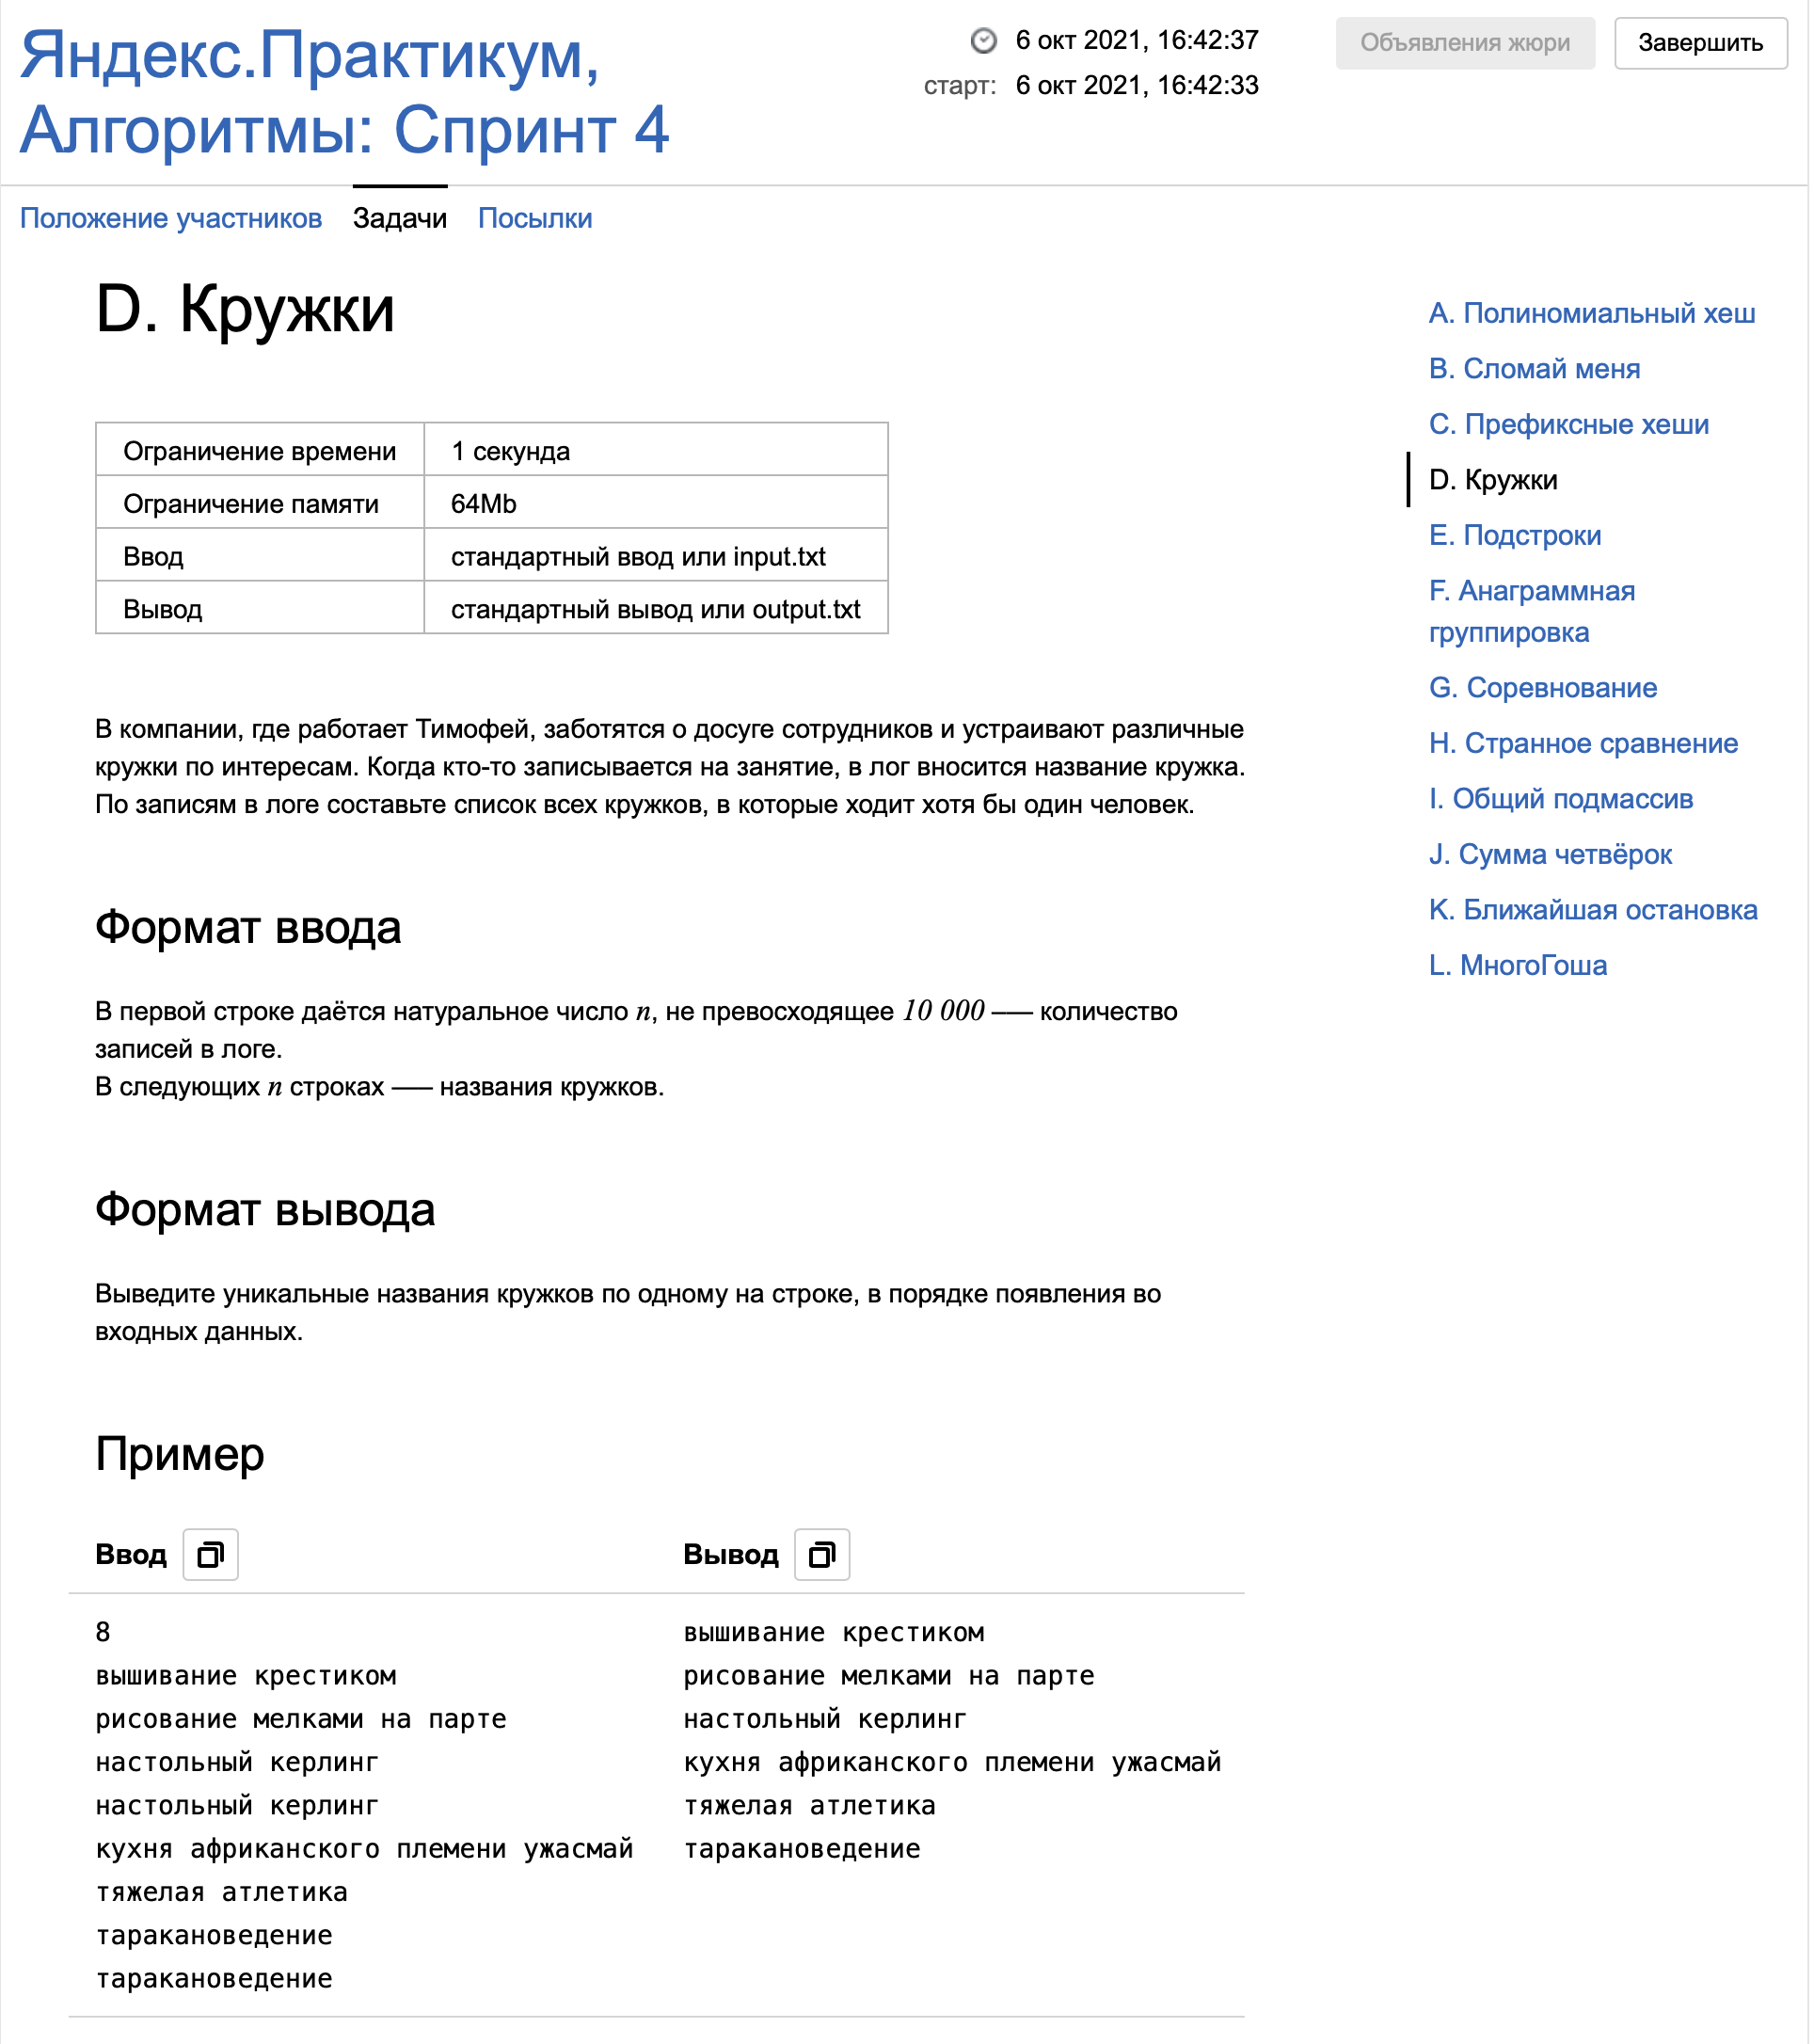 Яндекс.Практикум,
Алгоритмы: Спринт 4
6 окт 2021, 16:42:37
старт: 6 окт 2021, 16:42:33
Объявления жюри
Завершить
Положение участников Задачи Посылки
D. Кружки
Ограничение времени 1 секунда
Ограничение памяти 64Mb
Ввод стандартный ввод или input.txt
Вывод стандартный вывод или output.txt
В компании, где работает Тимофей, заботятся о досуге сотрудников и устраивают различные
кружки по интересам. Когда кто-то записывается на занятие, в лог вносится название кружка.
По записям в логе составьте список всех кружков, в которые ходит хотя бы один человек.
Формат ввода
В первой строке даётся натуральное число n, не превосходящее 10 000 –— количество
записей в логе.
В следующих n строках –— названия кружков.
Формат вывода
Выведите уникальные названия кружков по одному на строке, в порядке появления во
входных данных.
Пример
Ввод
8
вышивание крестиком
рисование мелками на парте
настольный керлинг
настольный керлинг
кухня африканского племени ужасмай
тяжелая атлетика
таракановедение
таракановедение
Вывод
вышивание крестиком
рисование мелками на парте
настольный керлинг
кухня африканского племени ужасмай
тяжелая атлетика
таракановедение
A. Полиномиальный хеш
B. Сломай меня
C. Префиксные хеши
D. Кружки
E. Подстроки
F. Анаграммная
группировка
G. Соревнование
H. Странное сравнение
I. Общий подмассив
J. Сумма четвёрок
K. Ближайшая остановка
L. МногоГоша